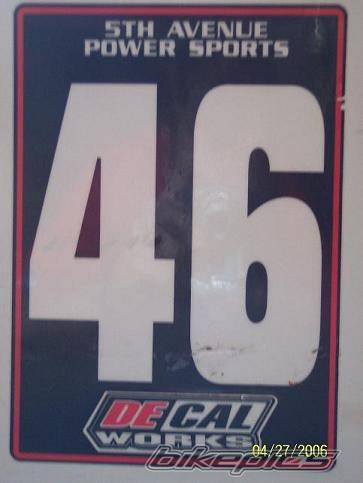 5TH AVENUE
POWER SPORTS
46
DECAL
WORKS
04/27/2006
bikepics